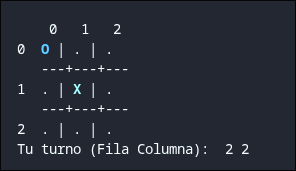 0   1   2
0  O | . | .
---+---+---
1  . | X | .
---+---+---
2  . | . | .
Tu turno (Fila Columna):  2 2